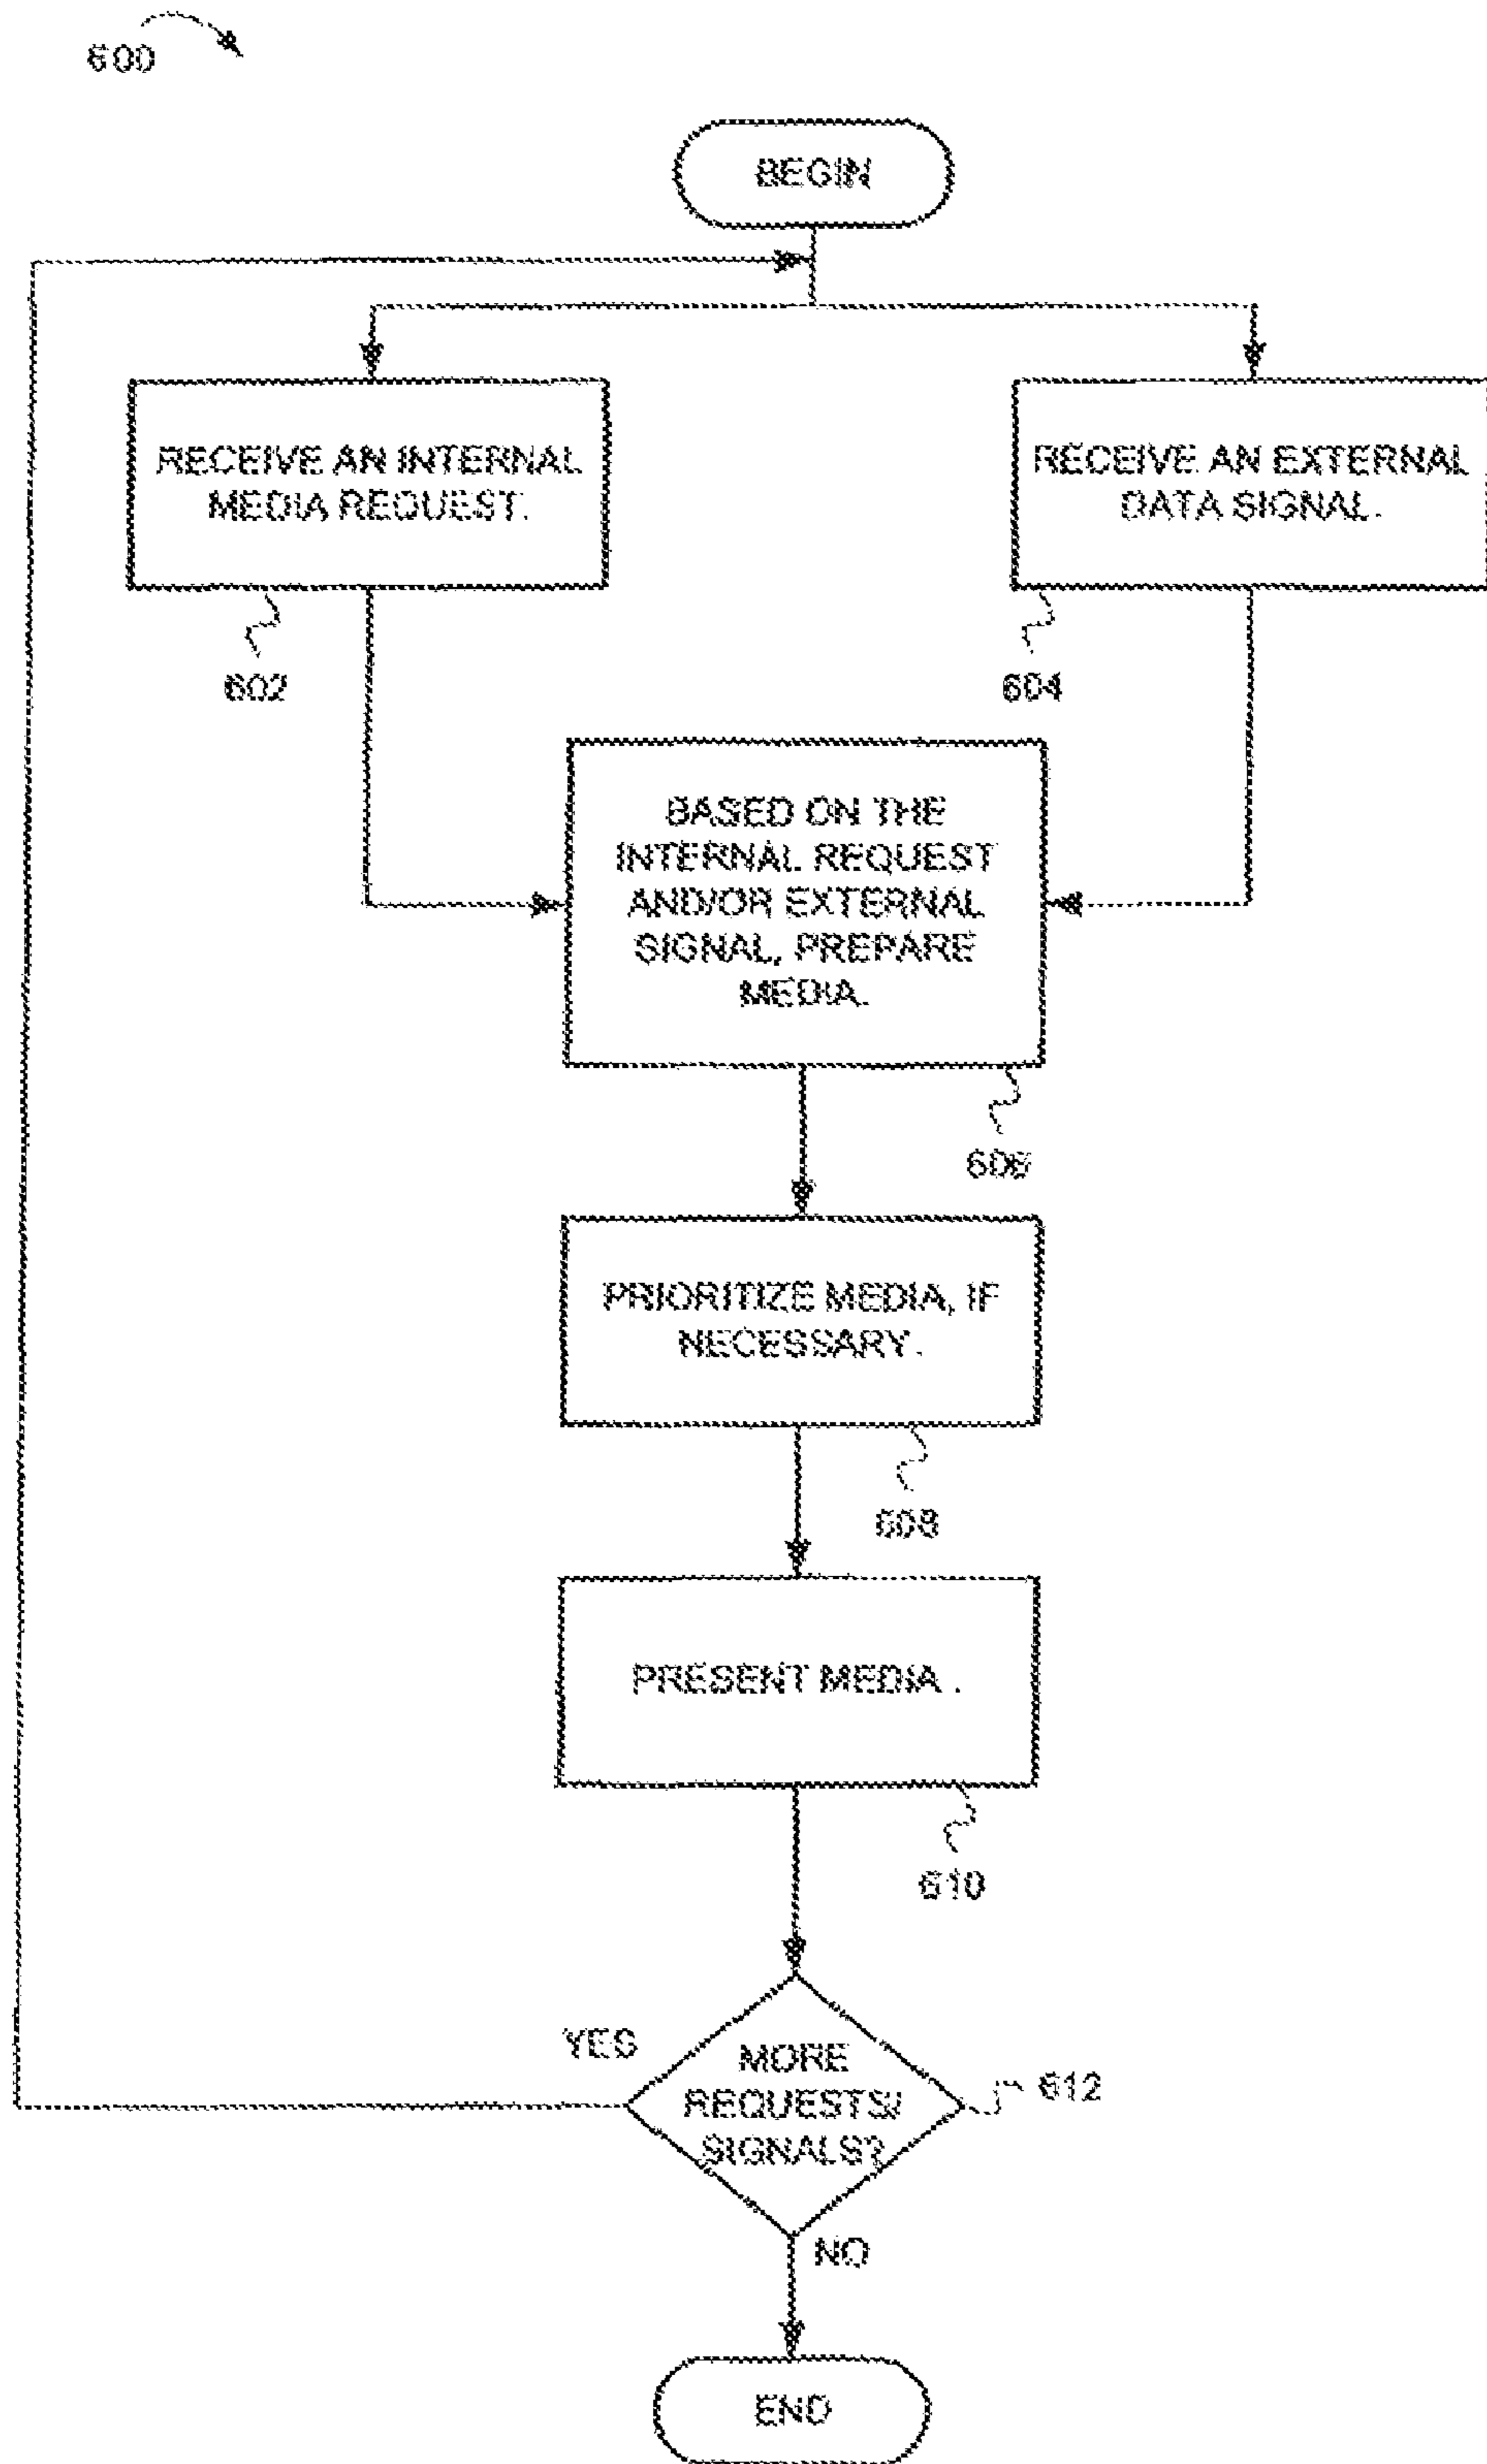 600
BEGIN
RECEIVE AN INTERNAL
MEDIA REQUEST.
RECEIVE AN EXTERNAL
DATA SIGNAL.
602
604
BASED ON THE
INTERNAL REQUEST
AND/OR EXTERNAL
SIGNAL, PREPARE
MEDIA.
606
PRIORITIZE MEDIA, IF
NECESSARY.
608
PRESENT MEDIA.
610
YES
MORE
REQUESTS/
SIGNALS?
612
NO
END